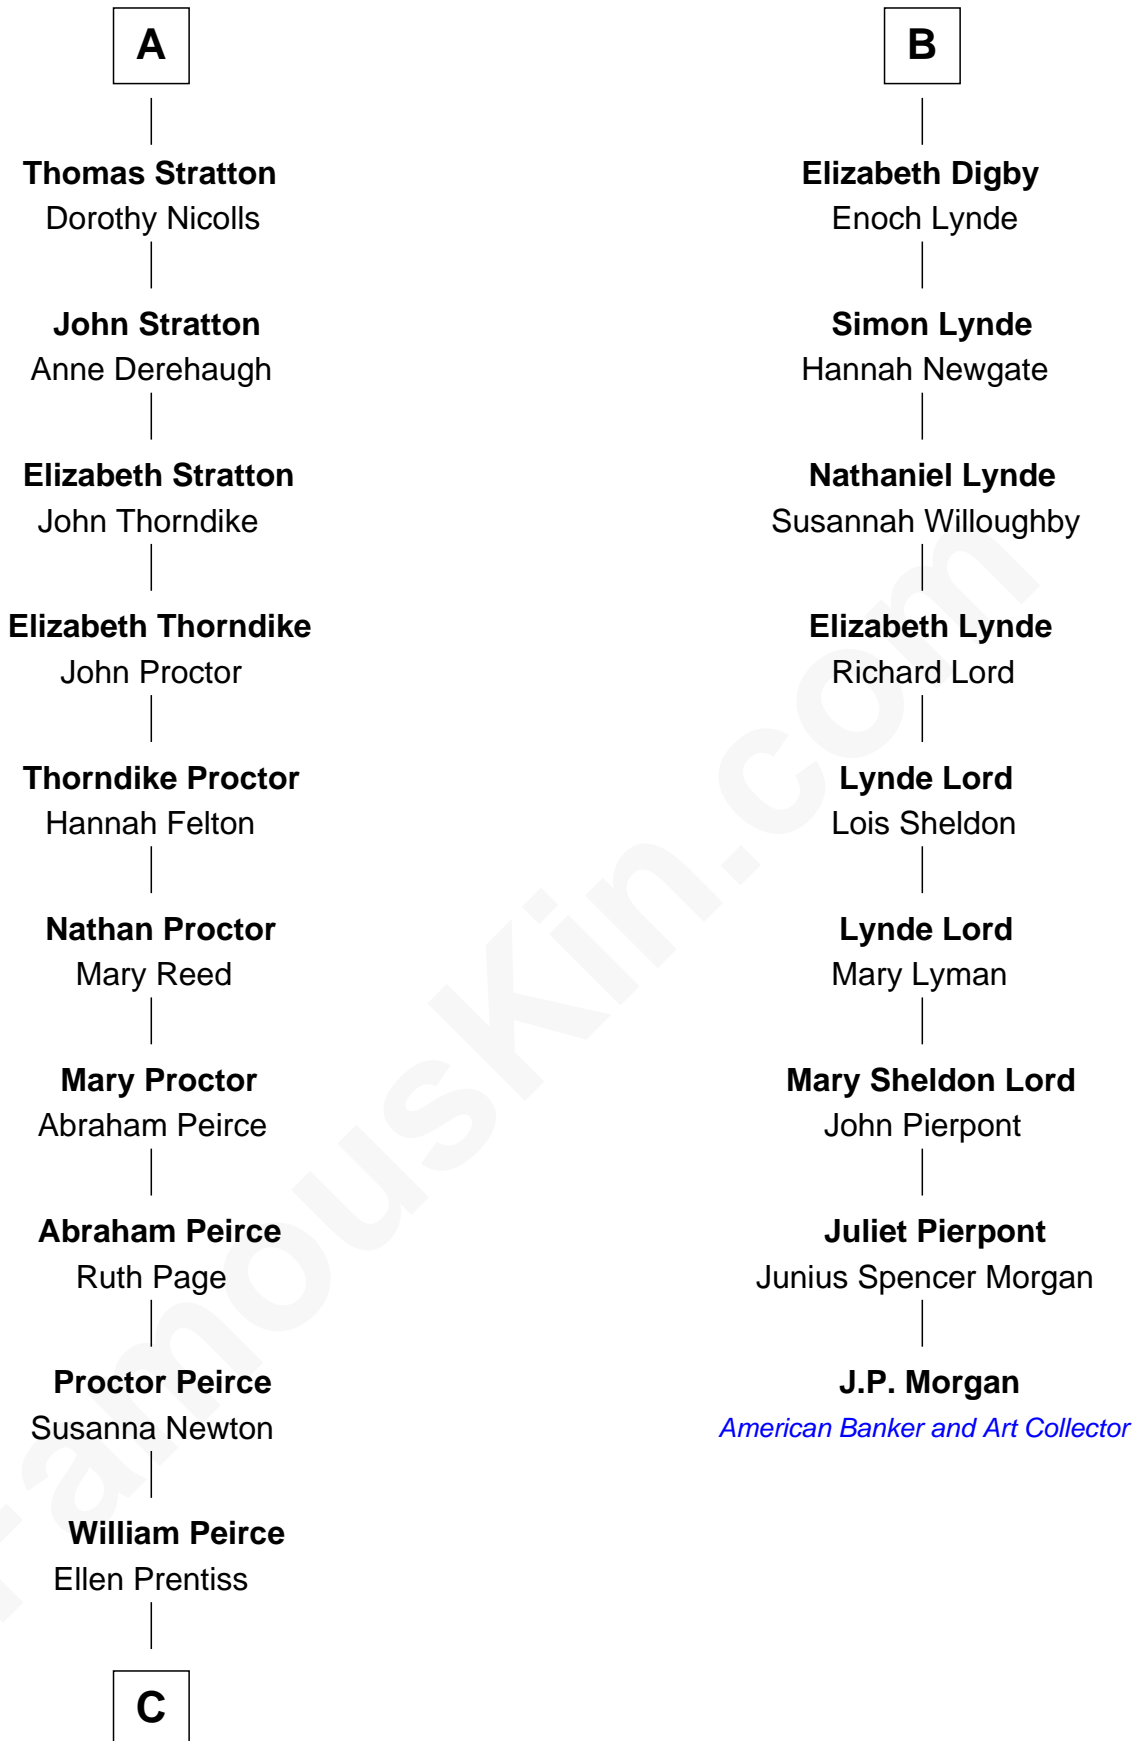 A
Thomas Stratton
Dorothy Nicolls
John Stratton
Anne Derehaugh
Elizabeth Stratton
John Thorndike
Elizabeth Thorndike
John Proctor
Thorndike Proctor
Hannah Felton
Nathan Proctor
Mary Reed
Mary Proctor
Abraham Peirce
Abraham Peirce
Ruth Page
Proctor Peirce
Susanna Newton
William Peirce
Ellen Prentiss
C
B
Elizabeth Digby
Enoch Lynde
Simon Lynde
Hannah Newgate
Nathaniel Lynde
Susannah Willoughby
Elizabeth Lynde
Richard Lord
Lynde Lord
Lois Sheldon
Lynde Lord
Mary Lyman
Mary Sheldon Lord
John Pierpont
Juliet Pierpont
Junius Spencer Morgan
J.P. Morgan
American Banker and Art Collector
FamousKin.com